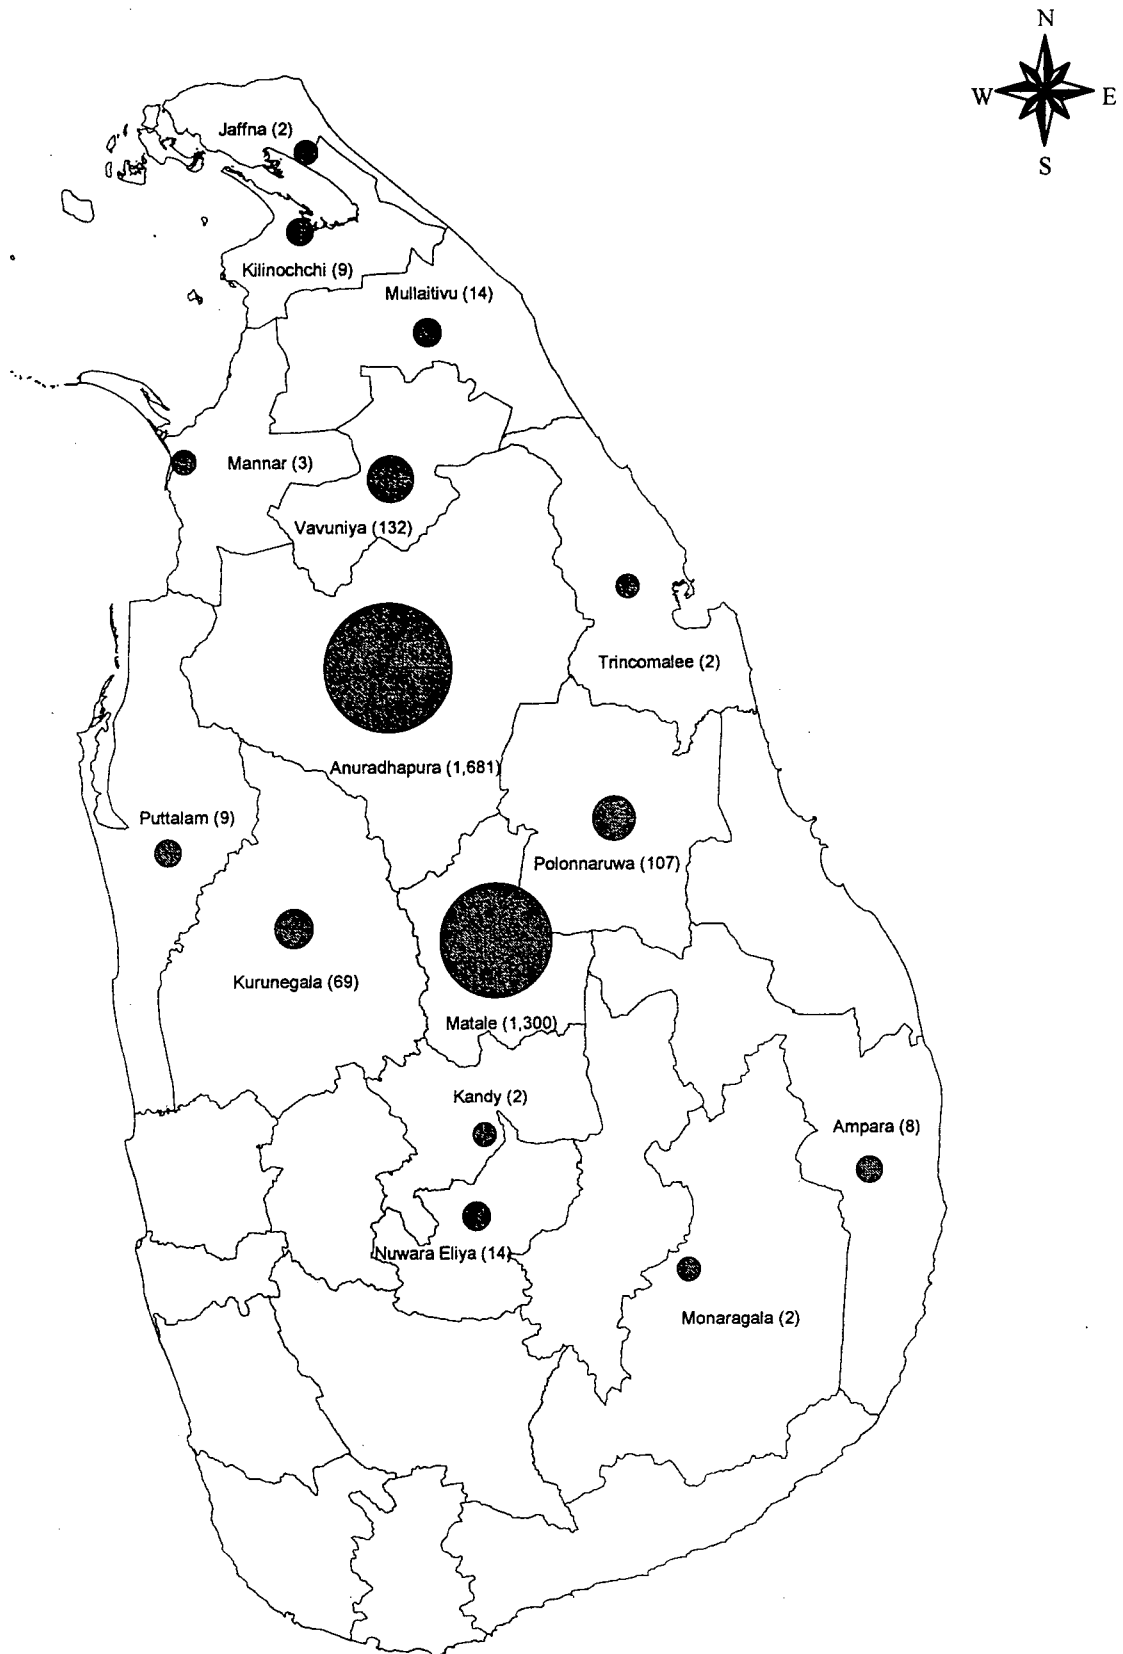 N
W E
S
Jaffna (2)
Kilinochchi (9)
Mullaitivu (14)
Mannar (3)
Vavuniya (132)
Trincomalee (2)
Anuradhapura (1,681)
Puttalam (9)
Polonnaruwa (107)
Kurunegala (69)
Matale (1,300)
Kandy (2)
Ampara (8)
Nuwara Eliya (14)
Monaragala (2)